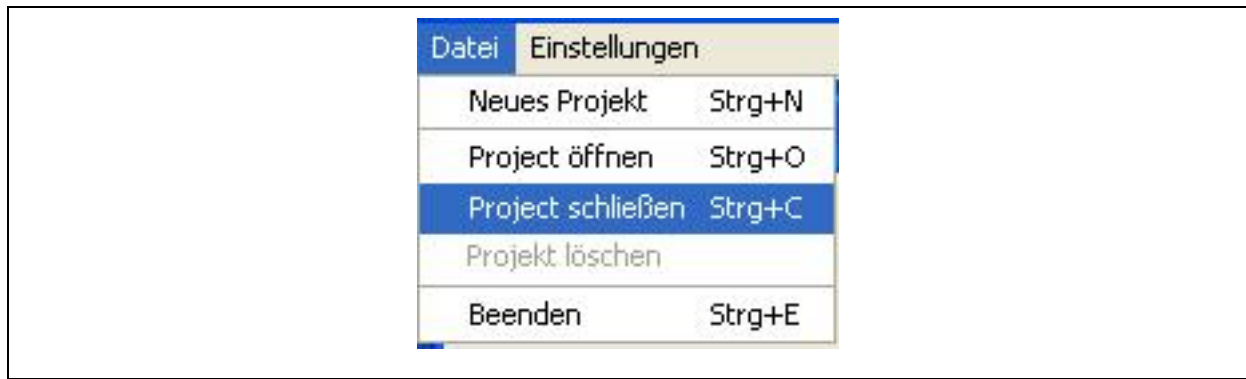 Datei Einstellungen
Neues Projekt Strg+N
Project öffnen Strg+O
Project schließen Strg+C
Projekt löschen
Beenden Strg+E